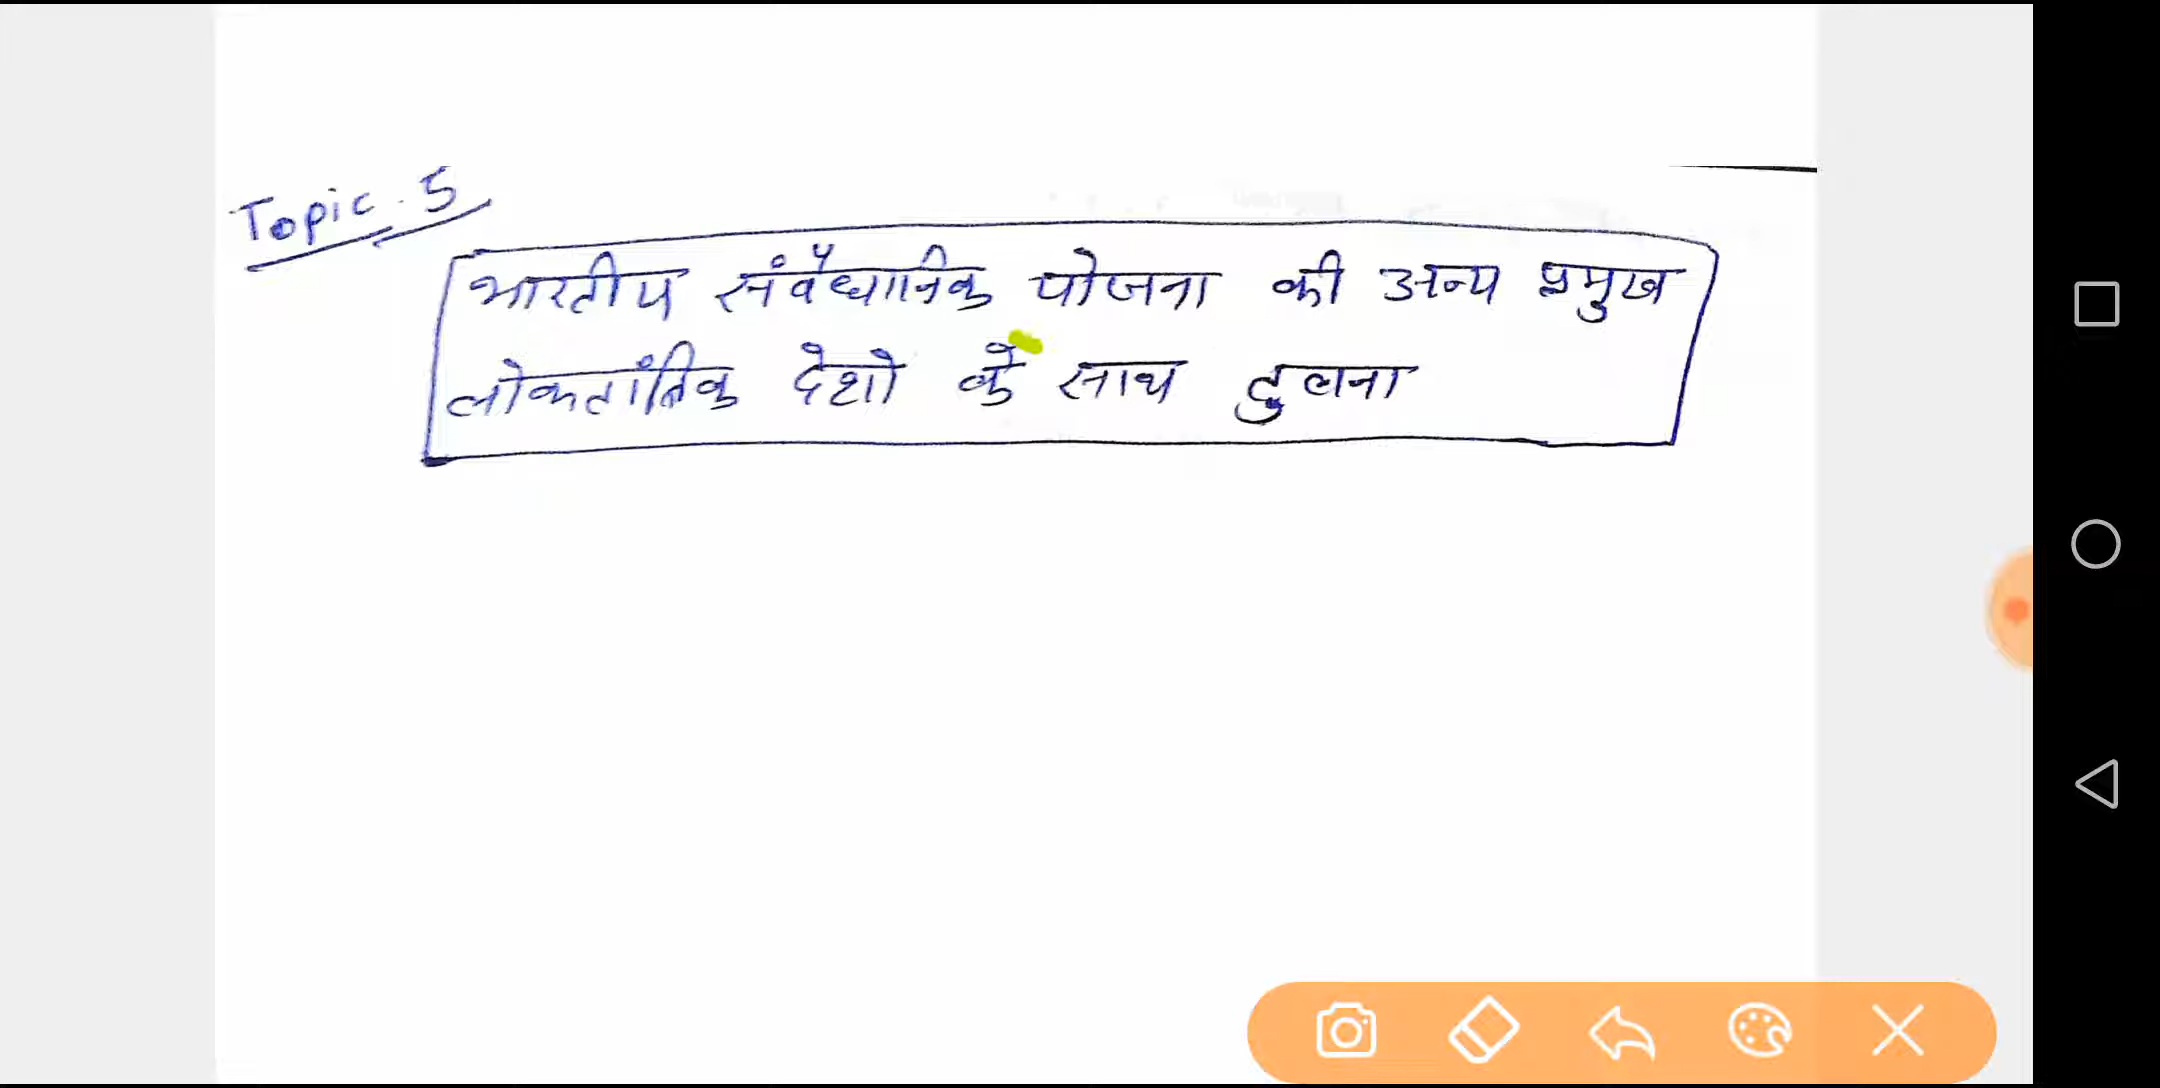 Topic. 5
भारतीय संवैधानिक योजना की अन्य प्रमुख
लोकतांत्रिक देशो के साथ तुलना